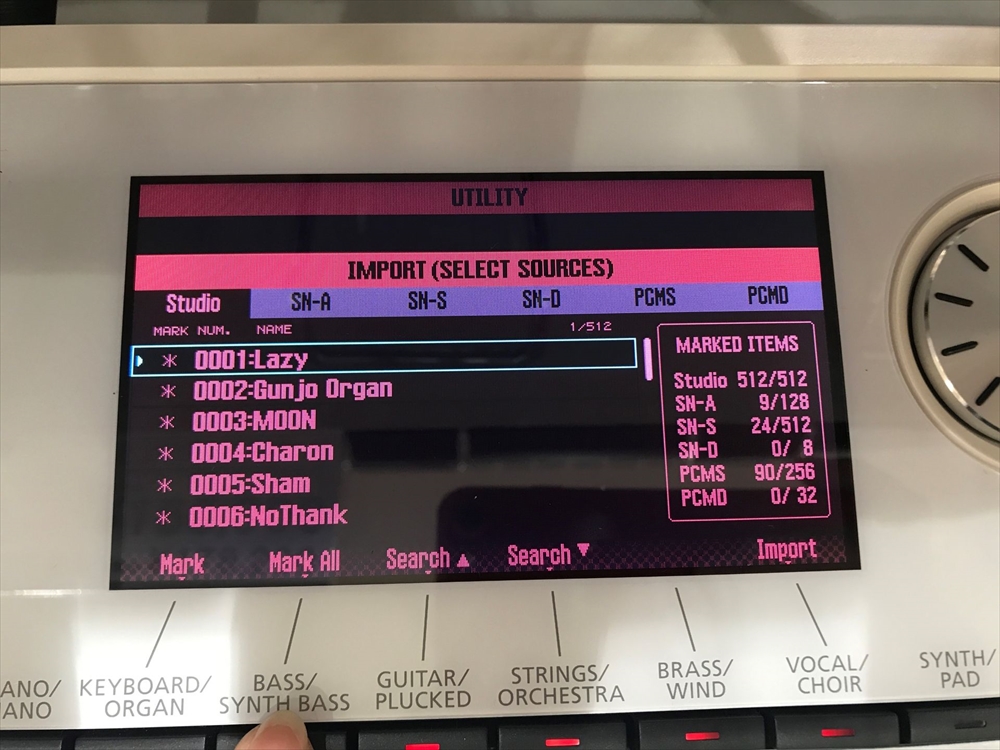 UTILITY
IMPORT (SELECT SOURCES)
Studio SN-A SN-S SN-D PCMS PCMD
MARK NUM. NAME 1/512
* 0001:Lazy
* 0002:Gunjo Organ
* 0003:MOON
* 0004:Charon
* 0005:Sham
* 0006:NoThank
MARKED ITEMS
Studio 512/512
SN-A 9/128
SN-S 24/512
SN-D 0/ 8
PCMS 90/256
PCMD 0/ 32
Mark Mark All Search ▲ Search ▼ Import
ANO/
IANO
KEYBOARD/
ORGAN
BASS/
SYNTH BASS
GUITAR/
PLUCKED
STRINGS/
ORCHESTRA
BRASS/
WIND
VOCAL/
CHOIR
SYNTH/
PAD